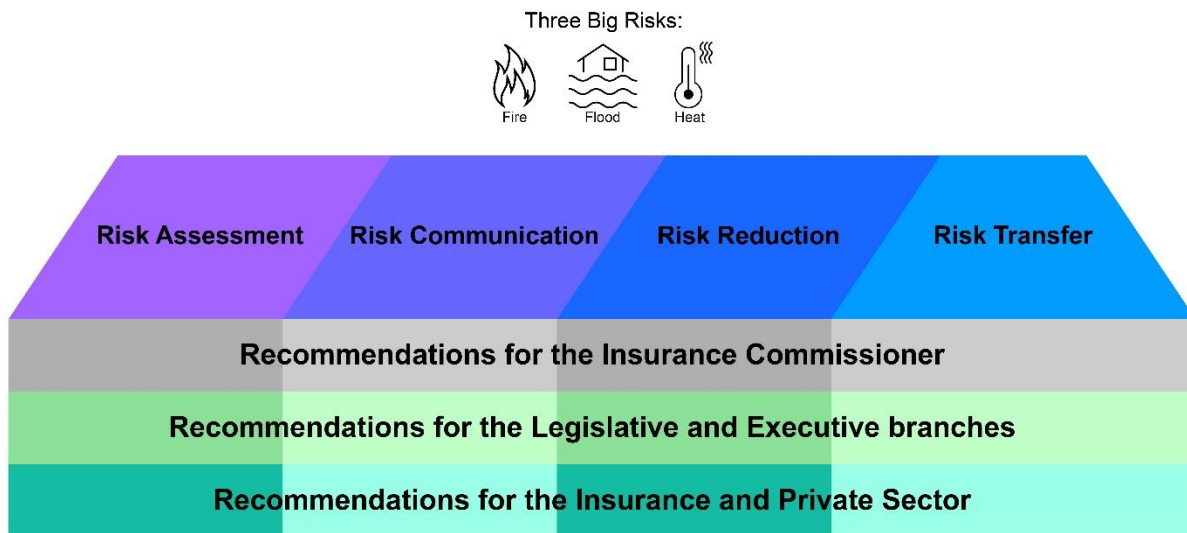 Three Big Risks:
Fire Flood Heat
Risk Assessment Risk Communication Risk Reduction Risk Transfer
Recommendations for the Insurance Commissioner
Recommendations for the Legislative and Executive branches
Recommendations for the Insurance and Private Sector